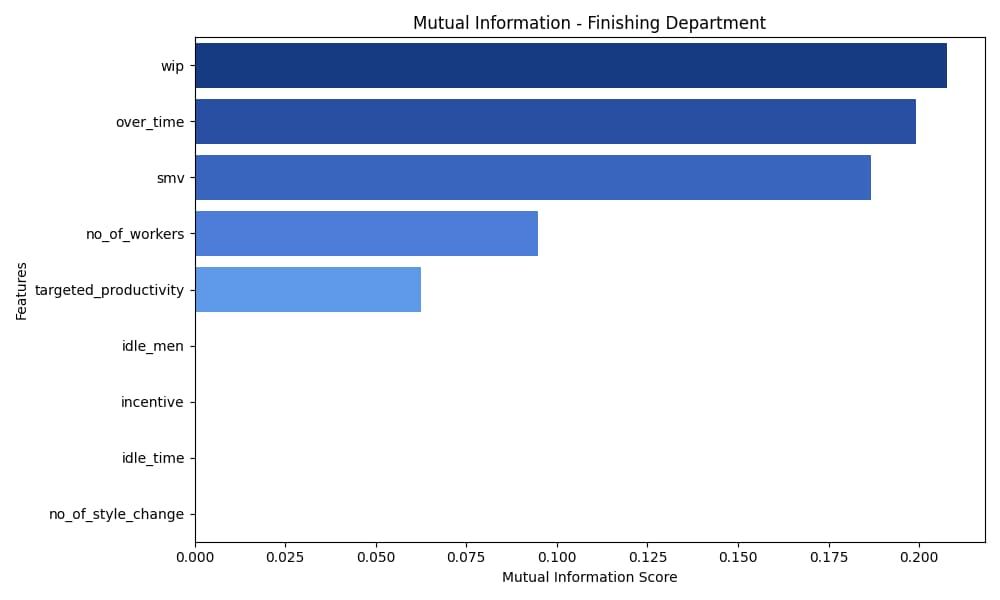 Mutual Information - Finishing Department
wip
over_time
smv
no_of_workers
targeted_productivity
idle_men
incentive
idle_time
no_of_style_change
Features
0.000 0.025 0.050 0.075 0.100 0.125 0.150 0.175 0.200
Mutual Information Score